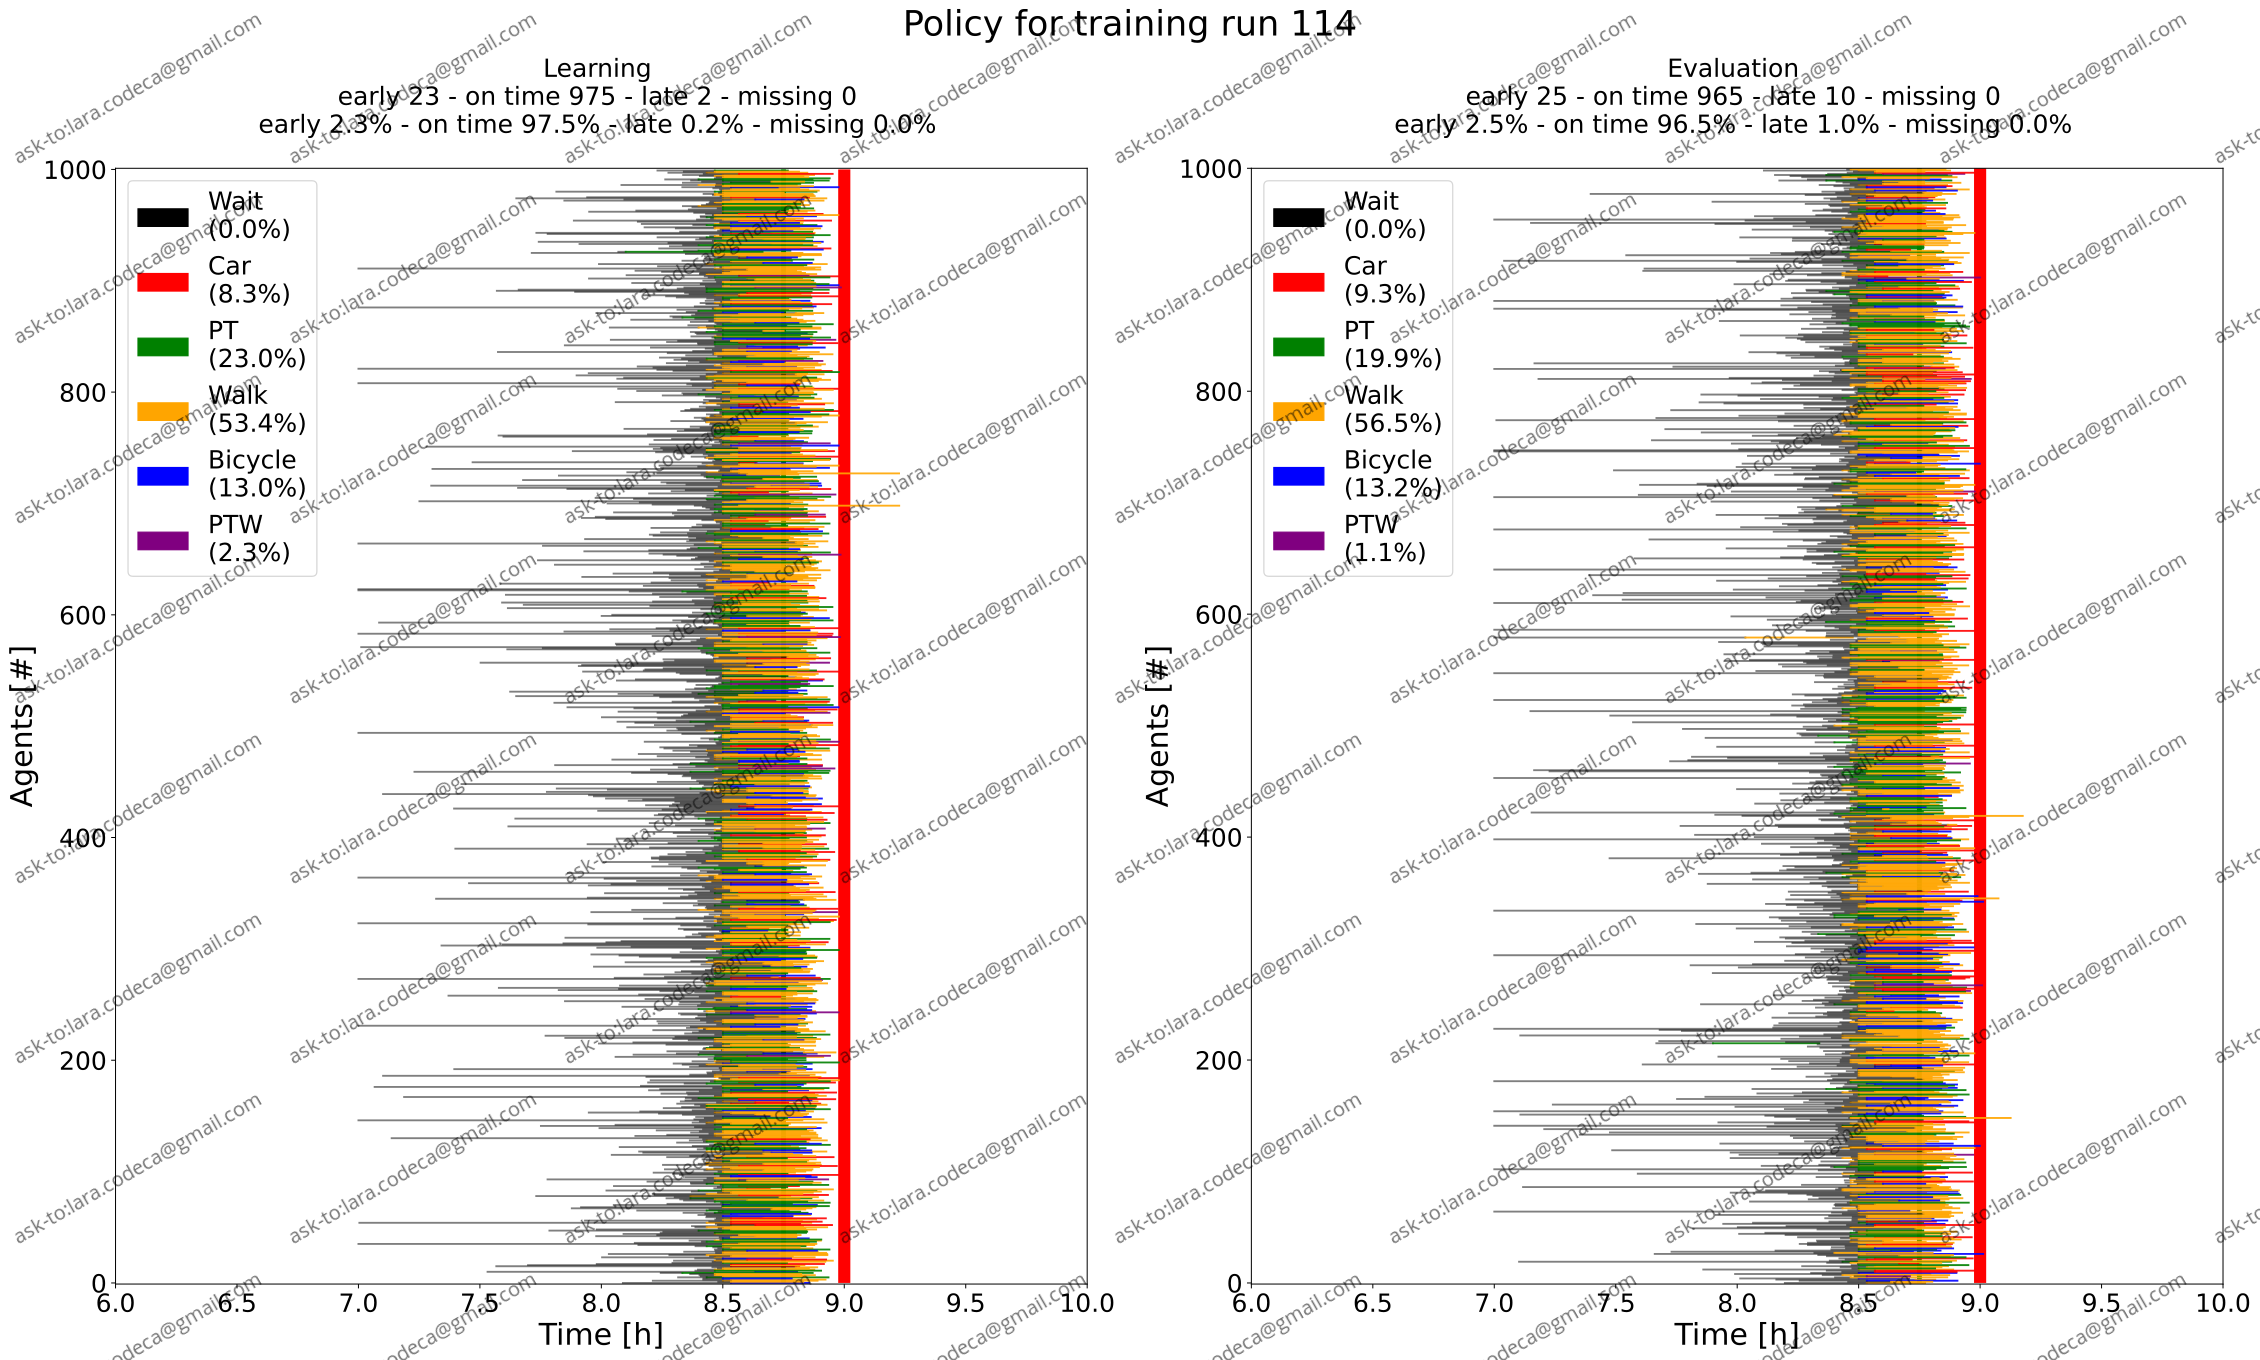 Policy for training run 114
Learning
early 23 - on time 975 - late 2 - missing 0
early 2.3% - on time 97.5% - late 0.2% - missing 0.0%
1000
800
600
400
200
0
Agents [#]
Wait
(0.0%)
Car
(8.3%)
PT
(23.0%)
Walk
(53.4%)
Bicycle
(13.0%)
PTW
(2.3%)
6.0 6.5 7.0 7.5 8.0 8.5 9.0 9.5 10.0
Time [h]
Evaluation
early 25 - on time 965 - late 10 - missing 0
early 2.5% - on time 96.5% - late 1.0% - missing 0.0%
1000
800
600
400
200
0
Agents [#]
Wait
(0.0%)
Car
(9.3%)
PT
(19.9%)
Walk
(56.5%)
Bicycle
(13.2%)
PTW
(1.1%)
6.0 6.5 7.0 7.5 8.0 8.5 9.0 9.5 10.0
Time [h]
ask-to:lara.codeca@gmail.com